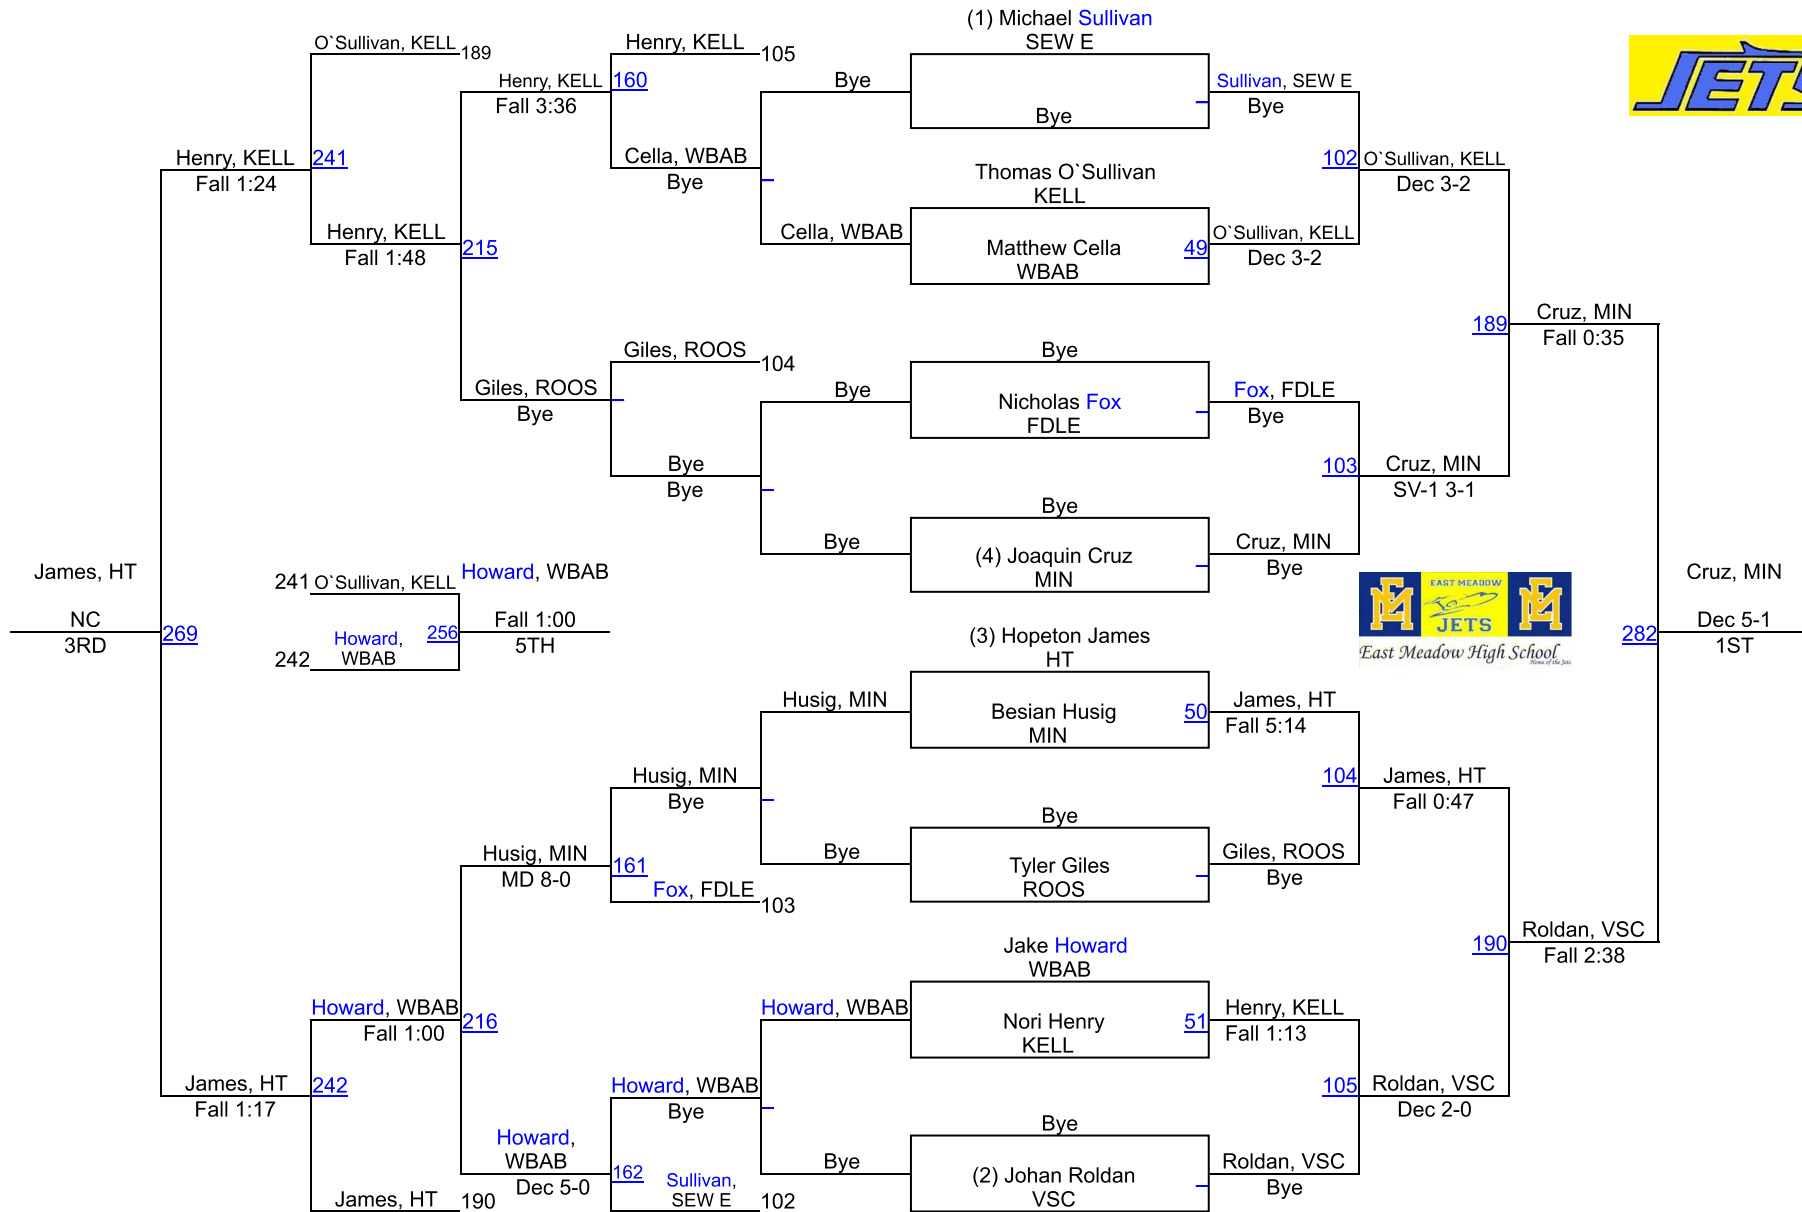 (1) Michael Sullivan
SEW E
O`Sullivan, KELL
189
Henry, KELL
105
Henry, KELL
160
Fall 3:36
Bye
Bye
Sullivan, SEW E
Bye
JETS
Henry, KELL
241
Fall 1:24
Cella, WBAB
Bye
Thomas O`Sullivan
KELL
102
O`Sullivan, KELL
Dec 3-2
Henry, KELL
215
Fall 1:48
Cella, WBAB
Matthew Cella
WBAB
49
O`Sullivan, KELL
Dec 3-2
189
Cruz, MIN
Fall 0:35
Giles, ROOS
104
Bye
Giles, ROOS
Bye
Bye
Nicholas Fox
FDLE
Fox, FDLE
Bye
Bye
Bye
103
Cruz, MIN
SV-1 3-1
Bye
Bye
(4) Joaquin Cruz
MIN
Cruz, MIN
Bye
James, HT
NC
3RD
269
241
O`Sullivan, KELL
Howard, WBAB
242
Howard,
WBAB
256
Fall 1:00
5TH
EAST MEADOW
JETS
East Meadow High School
Home of the Jets
Cruz, MIN
282
Dec 5-1
1ST
(3) Hopeton James
HT
Husig, MIN
Besian Husig
MIN
50
James, HT
Fall 5:14
Husig, MIN
Bye
104
James, HT
Fall 0:47
Husig, MIN
161
MD 8-0
Fox, FDLE
103
Bye
Bye
Tyler Giles
ROOS
Giles, ROOS
Bye
190
Roldan, VSC
Fall 2:38
Jake Howard
WBAB
Howard, WBAB
216
Fall 1:00
Howard, WBAB
Nori Henry
KELL
51
Henry, KELL
Fall 1:13
James, HT
242
Fall 1:17
Howard, WBAB
Bye
105
Roldan, VSC
Dec 2-0
Howard,
WBAB
Dec 5-0
162
Sullivan,
SEW E
102
Bye
Bye
(2) Johan Roldan
VSC
Roldan, VSC
Bye
James, HT
190